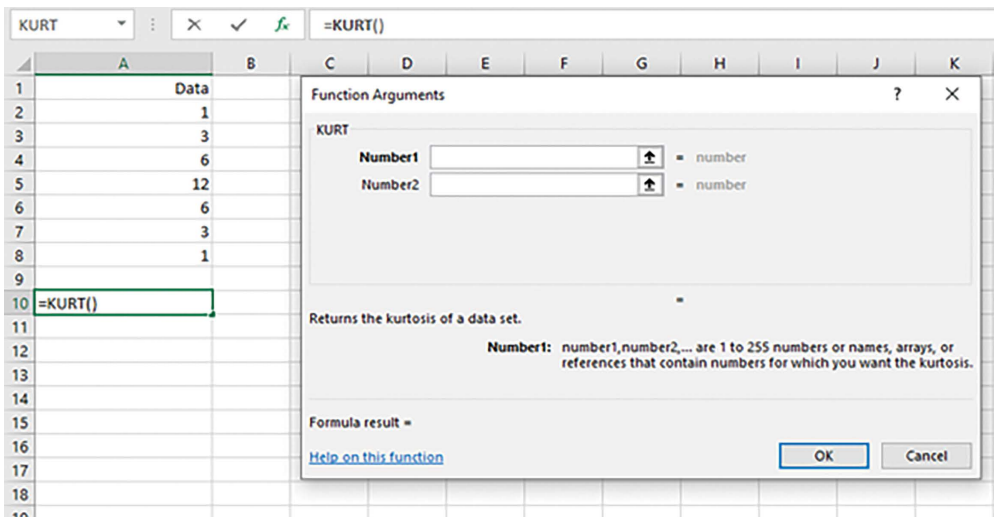 KURT =KURT()
A B C D E F G H I J K
1 Data
2 1
3 3
4 6
5 12
6 6
7 3
8 1
9
10 =KURT()
11
12
13
14
15
16
17
18
19
Function Arguments ?
KURT
Number1 = number
Number2 = number
=
Returns the kurtosis of a data set.
Number1: number1,number2,... are 1 to 255 numbers or names, arrays, or
references that contain numbers for which you want the kurtosis.
Formula result =
Help on this function OK Cancel